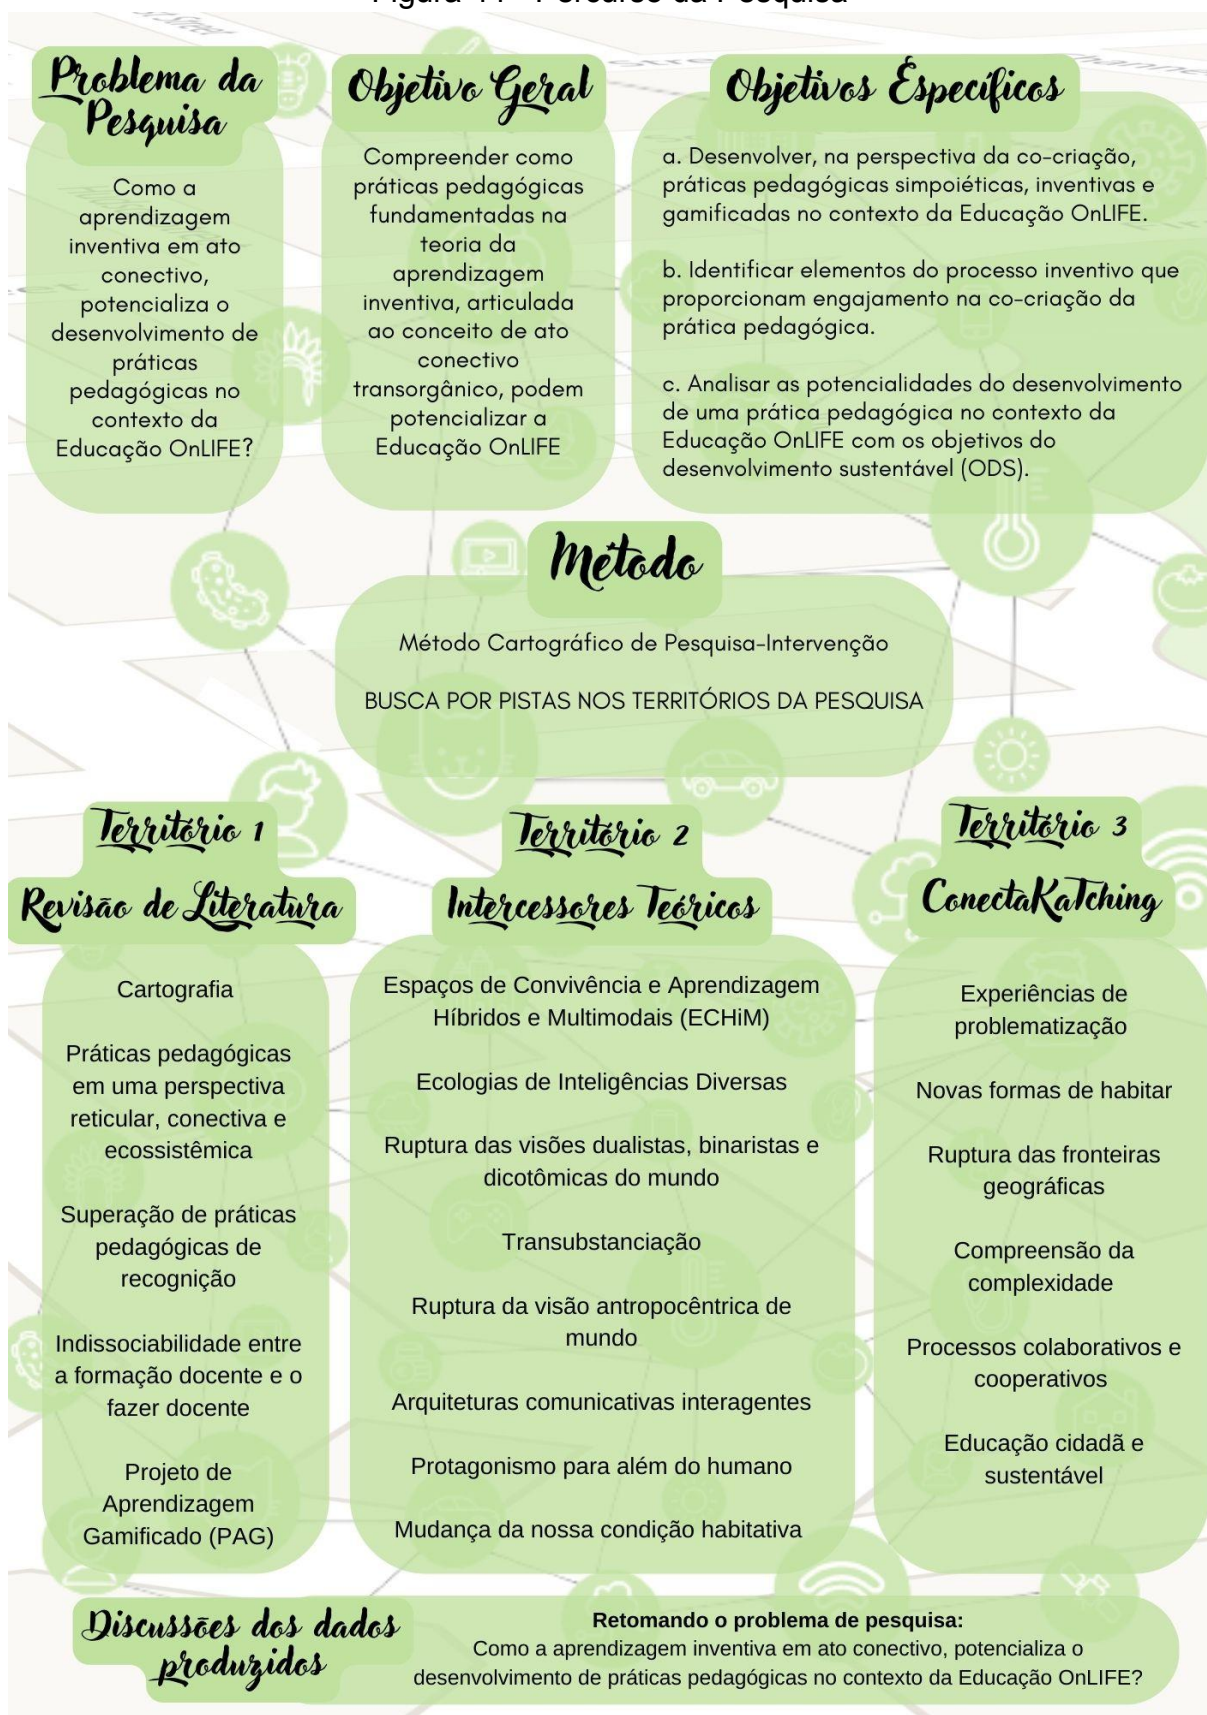 Percurso da Pesquisa
Street
Problema da
Pesquisa
Como a
aprendizagem
inventiva em ato
conectivo,
potencializa o
desenvolvimento de
práticas
pedagógicas no
contexto da
Educação OnLIFE?
Objetivo Geral
Compreender como
práticas pedagógicas
fundamentadas na
teoria da
aprendizagem
inventiva, articulada
ao conceito de ato
conectivo
transorgânico, podem
potencializar a
Educação OnLIFE
Objetivos Específicos
a. Desenvolver, na perspectiva da co-criação,
práticas pedagógicas simpoiéticas, inventivas e
gamificadas no contexto da Educação OnLIFE.
b. Identificar elementos do processo inventivo que
proporcionam engajamento na co-criação da
prática pedagógica.
c. Analisar as potencialidades do desenvolvimento
de uma prática pedagógica no contexto da
Educação OnLIFE com os objetivos do
desenvolvimento sustentável (ODS).
Método
Método Cartográfico de Pesquisa-Intervenção
BUSCA POR PISTAS NOS TERRITÓRIOS DA PESQUISA
Território 1
Revisão de Literatura
Cartografia
Práticas pedagógicas
em uma perspectiva
reticular, conectiva e
ecossistêmica
Superação de práticas
pedagógicas de
recognição
Indissociabilidade entre
a formação docente e o
fazer docente
Projeto de
Aprendizagem
Gamificado (PAG)
Território 2
Intercessores Teóricos
Espaços de Convivência e Aprendizagem
Híbridos e Multimodais (ECHiM)
Ecologias de Inteligências Diversas
Ruptura das visões dualistas, binaristas e
dicotômicas do mundo
Transubstanciação
Ruptura da visão antropocêntrica de
mundo
Arquiteturas comunicativas interagentes
Protagonismo para além do humano
Mudança da nossa condição habitativa
Território 3
ConectaKaTching
Experiências de
problematização
Novas formas de habitar
Ruptura das fronteiras
geográficas
Compreensão da
complexidade
Processos colaborativos e
cooperativos
Educação cidadã e
sustentável
Discussões dos dados
produzidos
Retomando o problema de pesquisa:
Como a aprendizagem inventiva em ato conectivo, potencializa o
desenvolvimento de práticas pedagógicas no contexto da Educação OnLIFE?